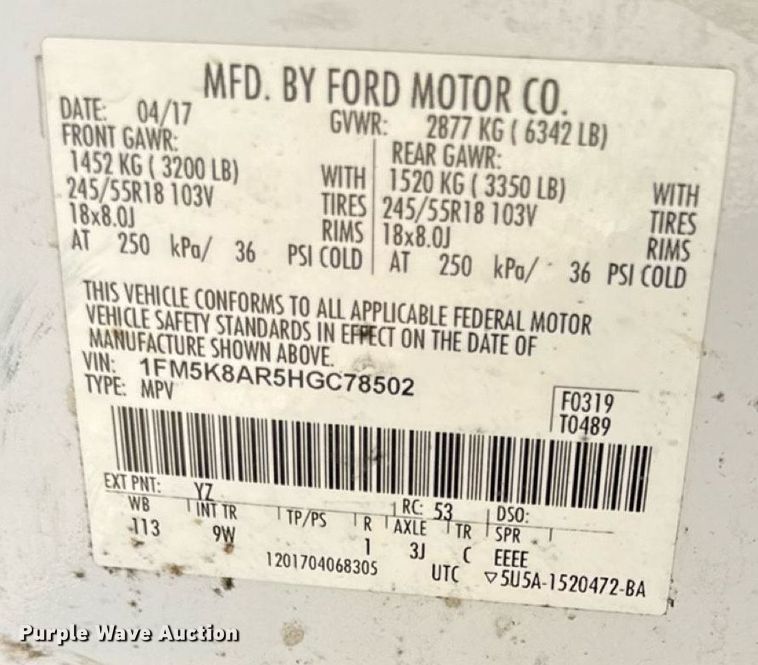 MFD. BY FORD MOTOR CO.
DATE: 04/17 GVWR: 2877 KG ( 6342 LB)
FRONT GAWR: REAR GAWR:
1452 KG ( 3200 LB) WITH 1520 KG ( 3350 LB) WITH
245/55R18 103V TIRES 245/55R18 103V TIRES
18x8.0J RIMS 18x8.0J RIMS
AT 250 kPa/ 36 PSI COLD AT 250 kPa/ 36 PSI COLD
THIS VEHICLE CONFORMS TO ALL APPLICABLE FEDERAL MOTOR
VEHICLE SAFETY STANDARDS IN EFFECT ON THE DATE OF
MANUFACTURE SHOWN ABOVE.
VIN: 1FM5K8AR5HGC78502
TYPE: MPV
F0319
T0489
EXT PNT: YZ RC: 53 DSO:
WB INT TR TP/PS R AXLE TR SPR
113 9W 1 3J C EEEE
120170406830S UTC ▽5U5A-1520472-BA
Purple Wave Auction